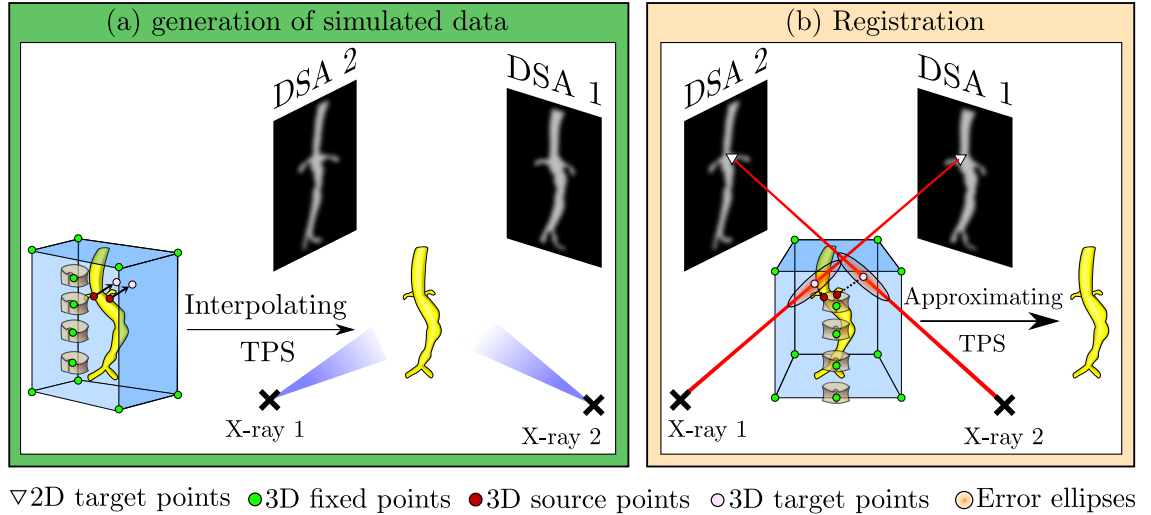 (a) generation of simulated data
DSA 2
DSA 1
Interpolating
TPS
X-ray 1
X-ray 2
(b) Registration
DSA 2
DSA 1
Approximating
TPS
X-ray 1
X-ray 2
▽2D target points 3D fixed points 3D source points 3D target points Error ellipses